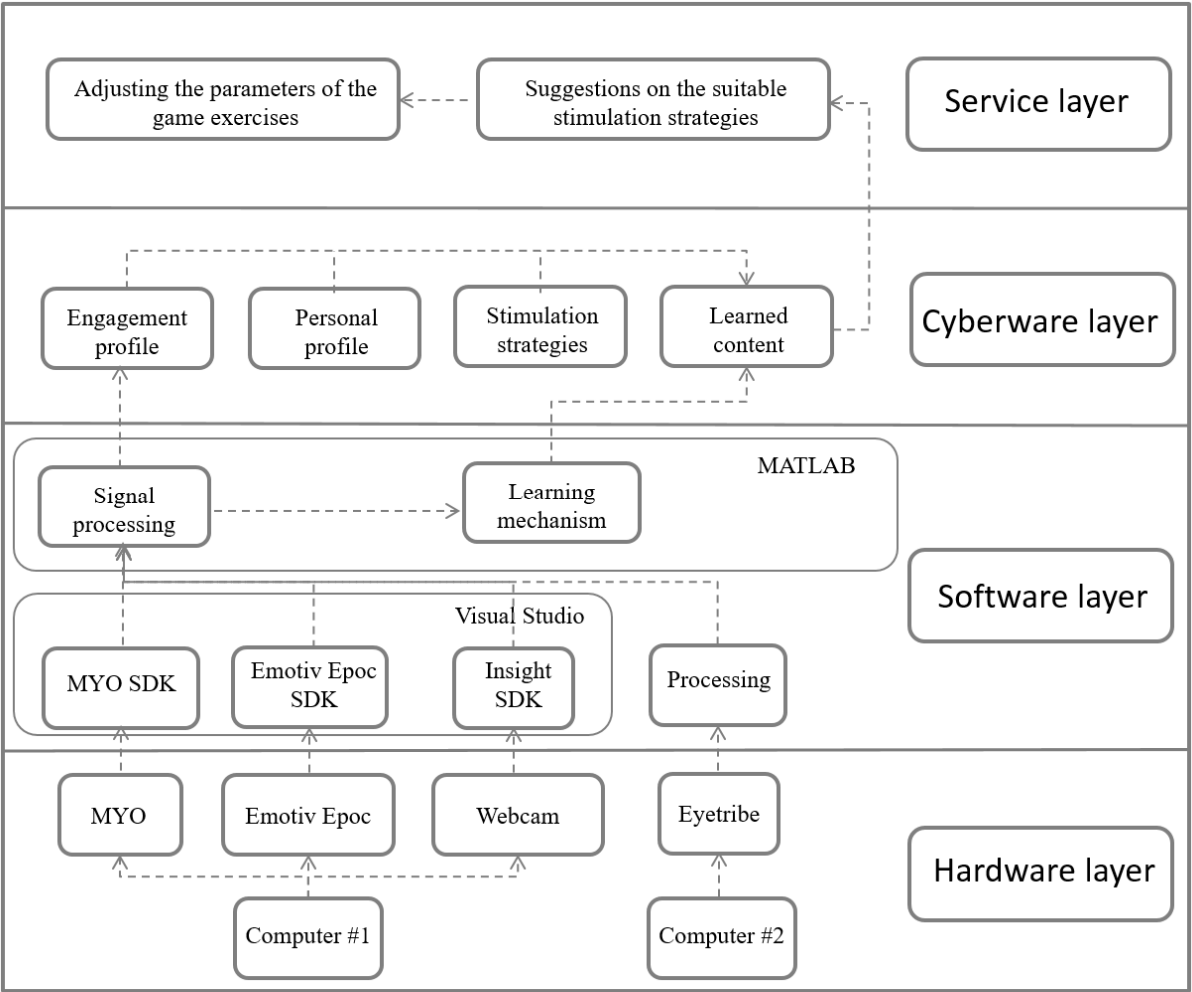 Adjusting the parameters of the
game exercises
Suggestions on the suitable
stimulation strategies
Service layer
Engagement
profile
Personal
profile
Stimulation
strategies
Learned
content
Cyberware layer
MATLAB
Signal
processing
Learning
mechanism
Software layer
Visual Studio
MYO SDK
Emotiv Epoc
SDK
Insight
SDK
Processing
MYO
Emotiv Epoc
Webcam
Eyetribe
Hardware layer
Computer #1
Computer #2